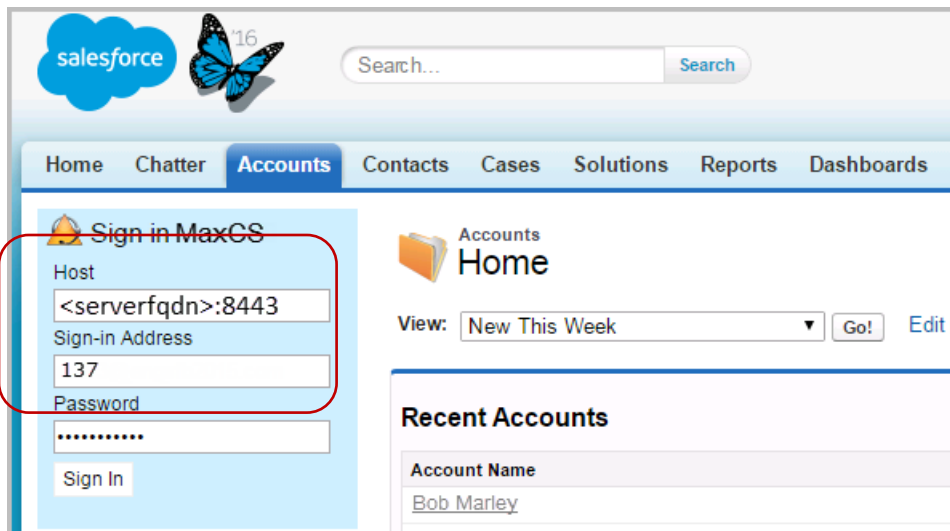 salesforce
'16
Search...
Search
Home Chatter Accounts Contacts Cases Solutions Reports Dashboards
Sign in MaxCS
Host
<serverfqdn>:8443
Sign-in Address
137
Password
•••••••••••
Sign In
Accounts
Home
View: New This Week Go! Edit
Recent Accounts
Account Name
Bob Marley